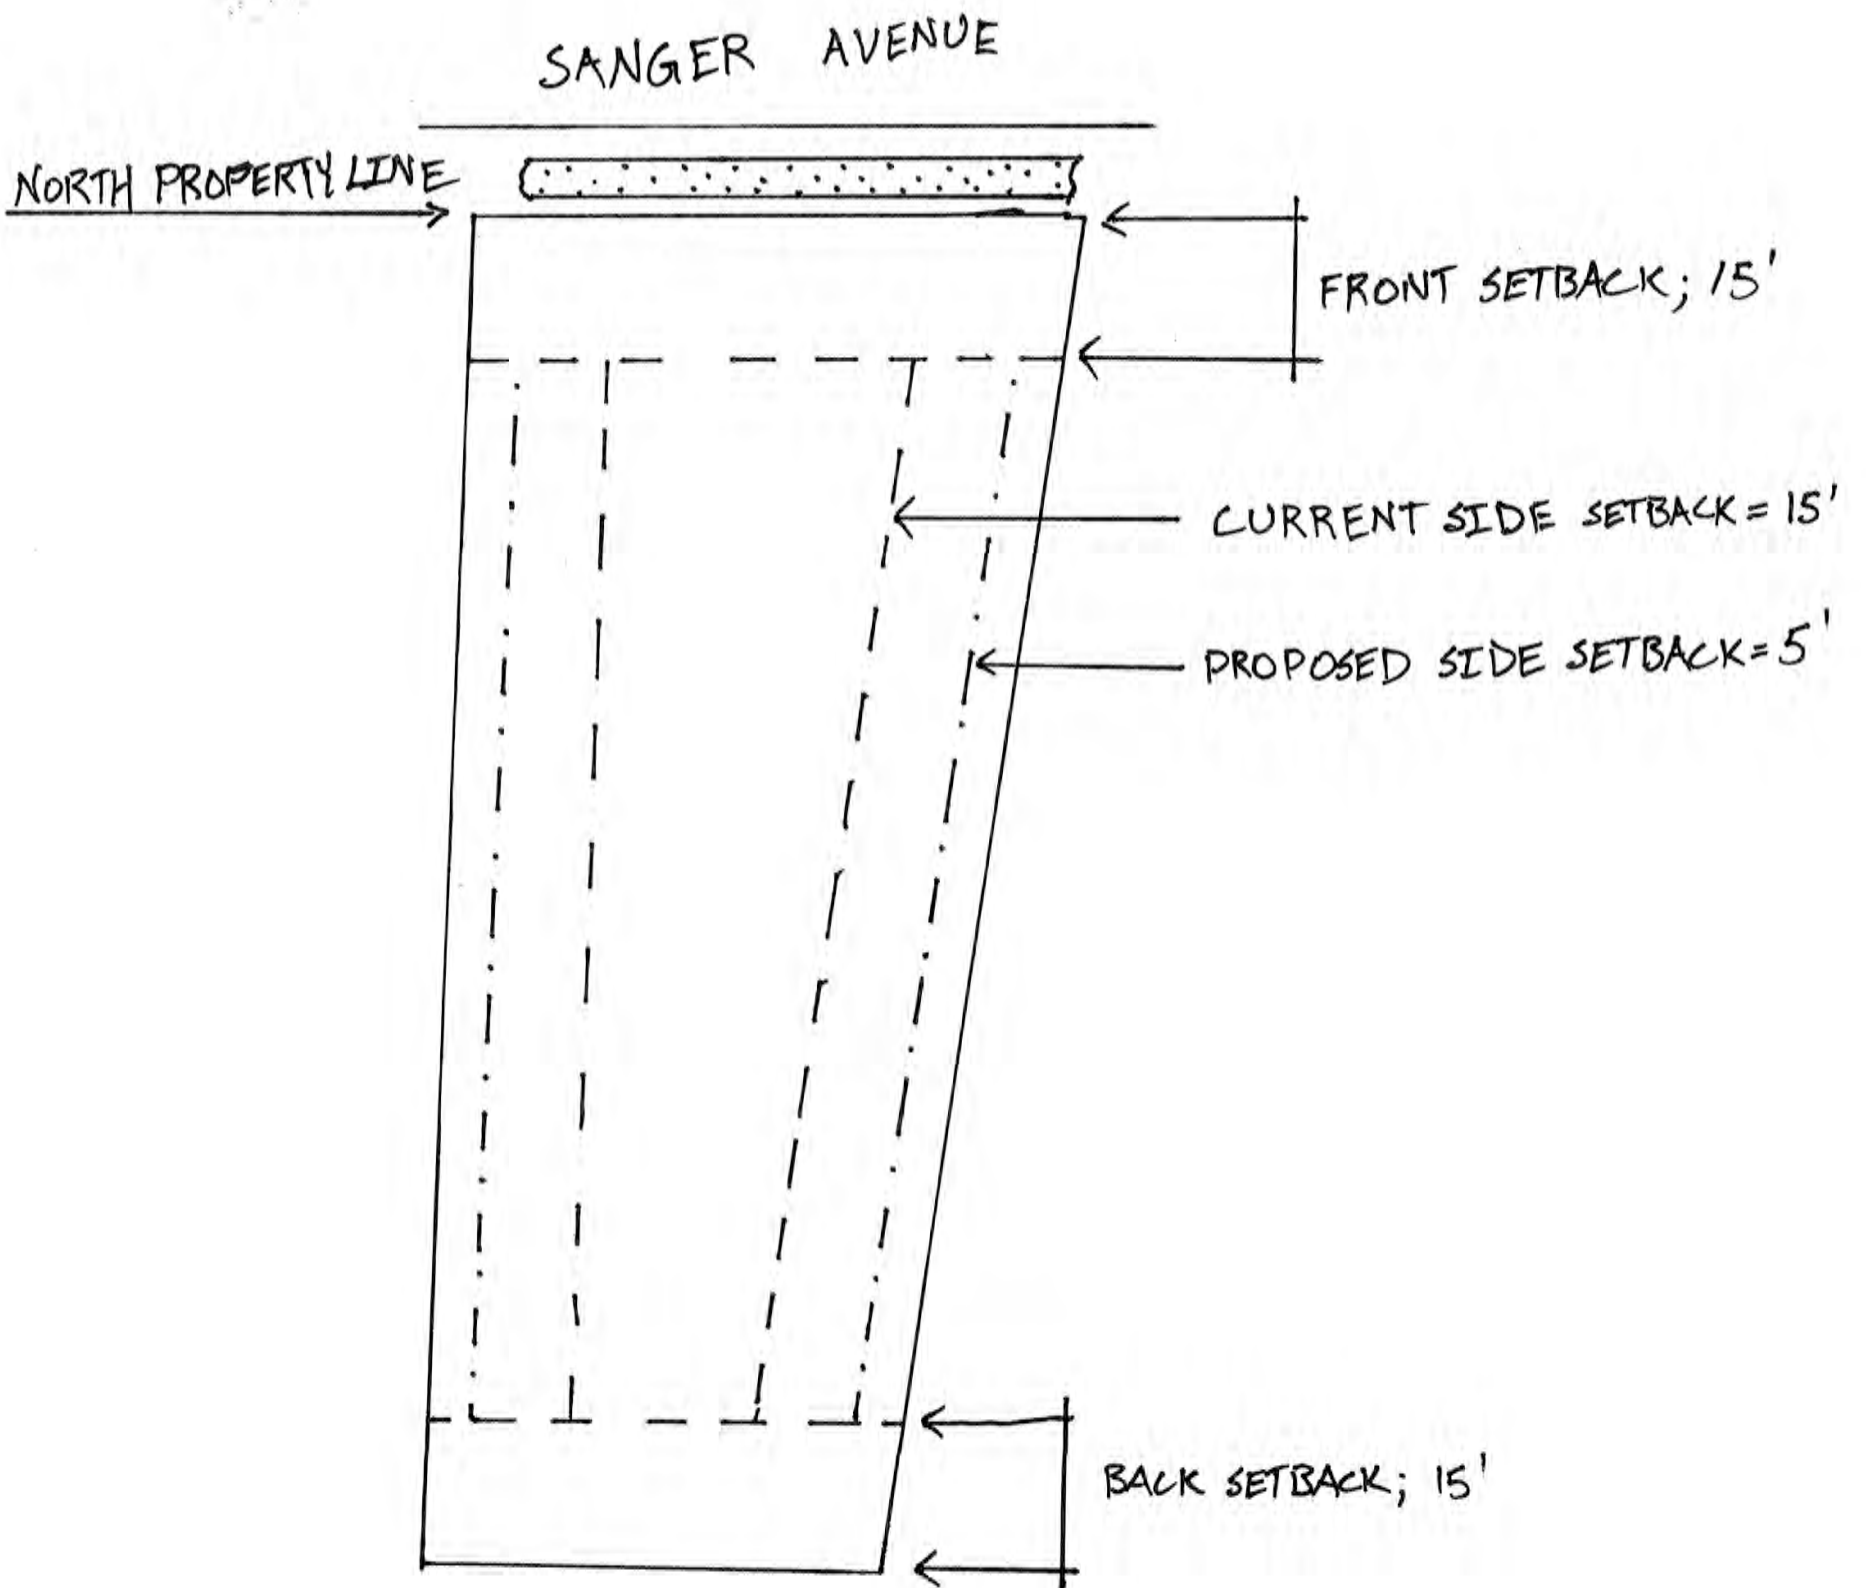 SANGER AVENUE
NORTH PROPERTY LINE
FRONT SETBACK; 15'
CURRENT SIDE SETBACK = 15'
PROPOSED SIDE SETBACK = 5'
BACK SETBACK; 15'